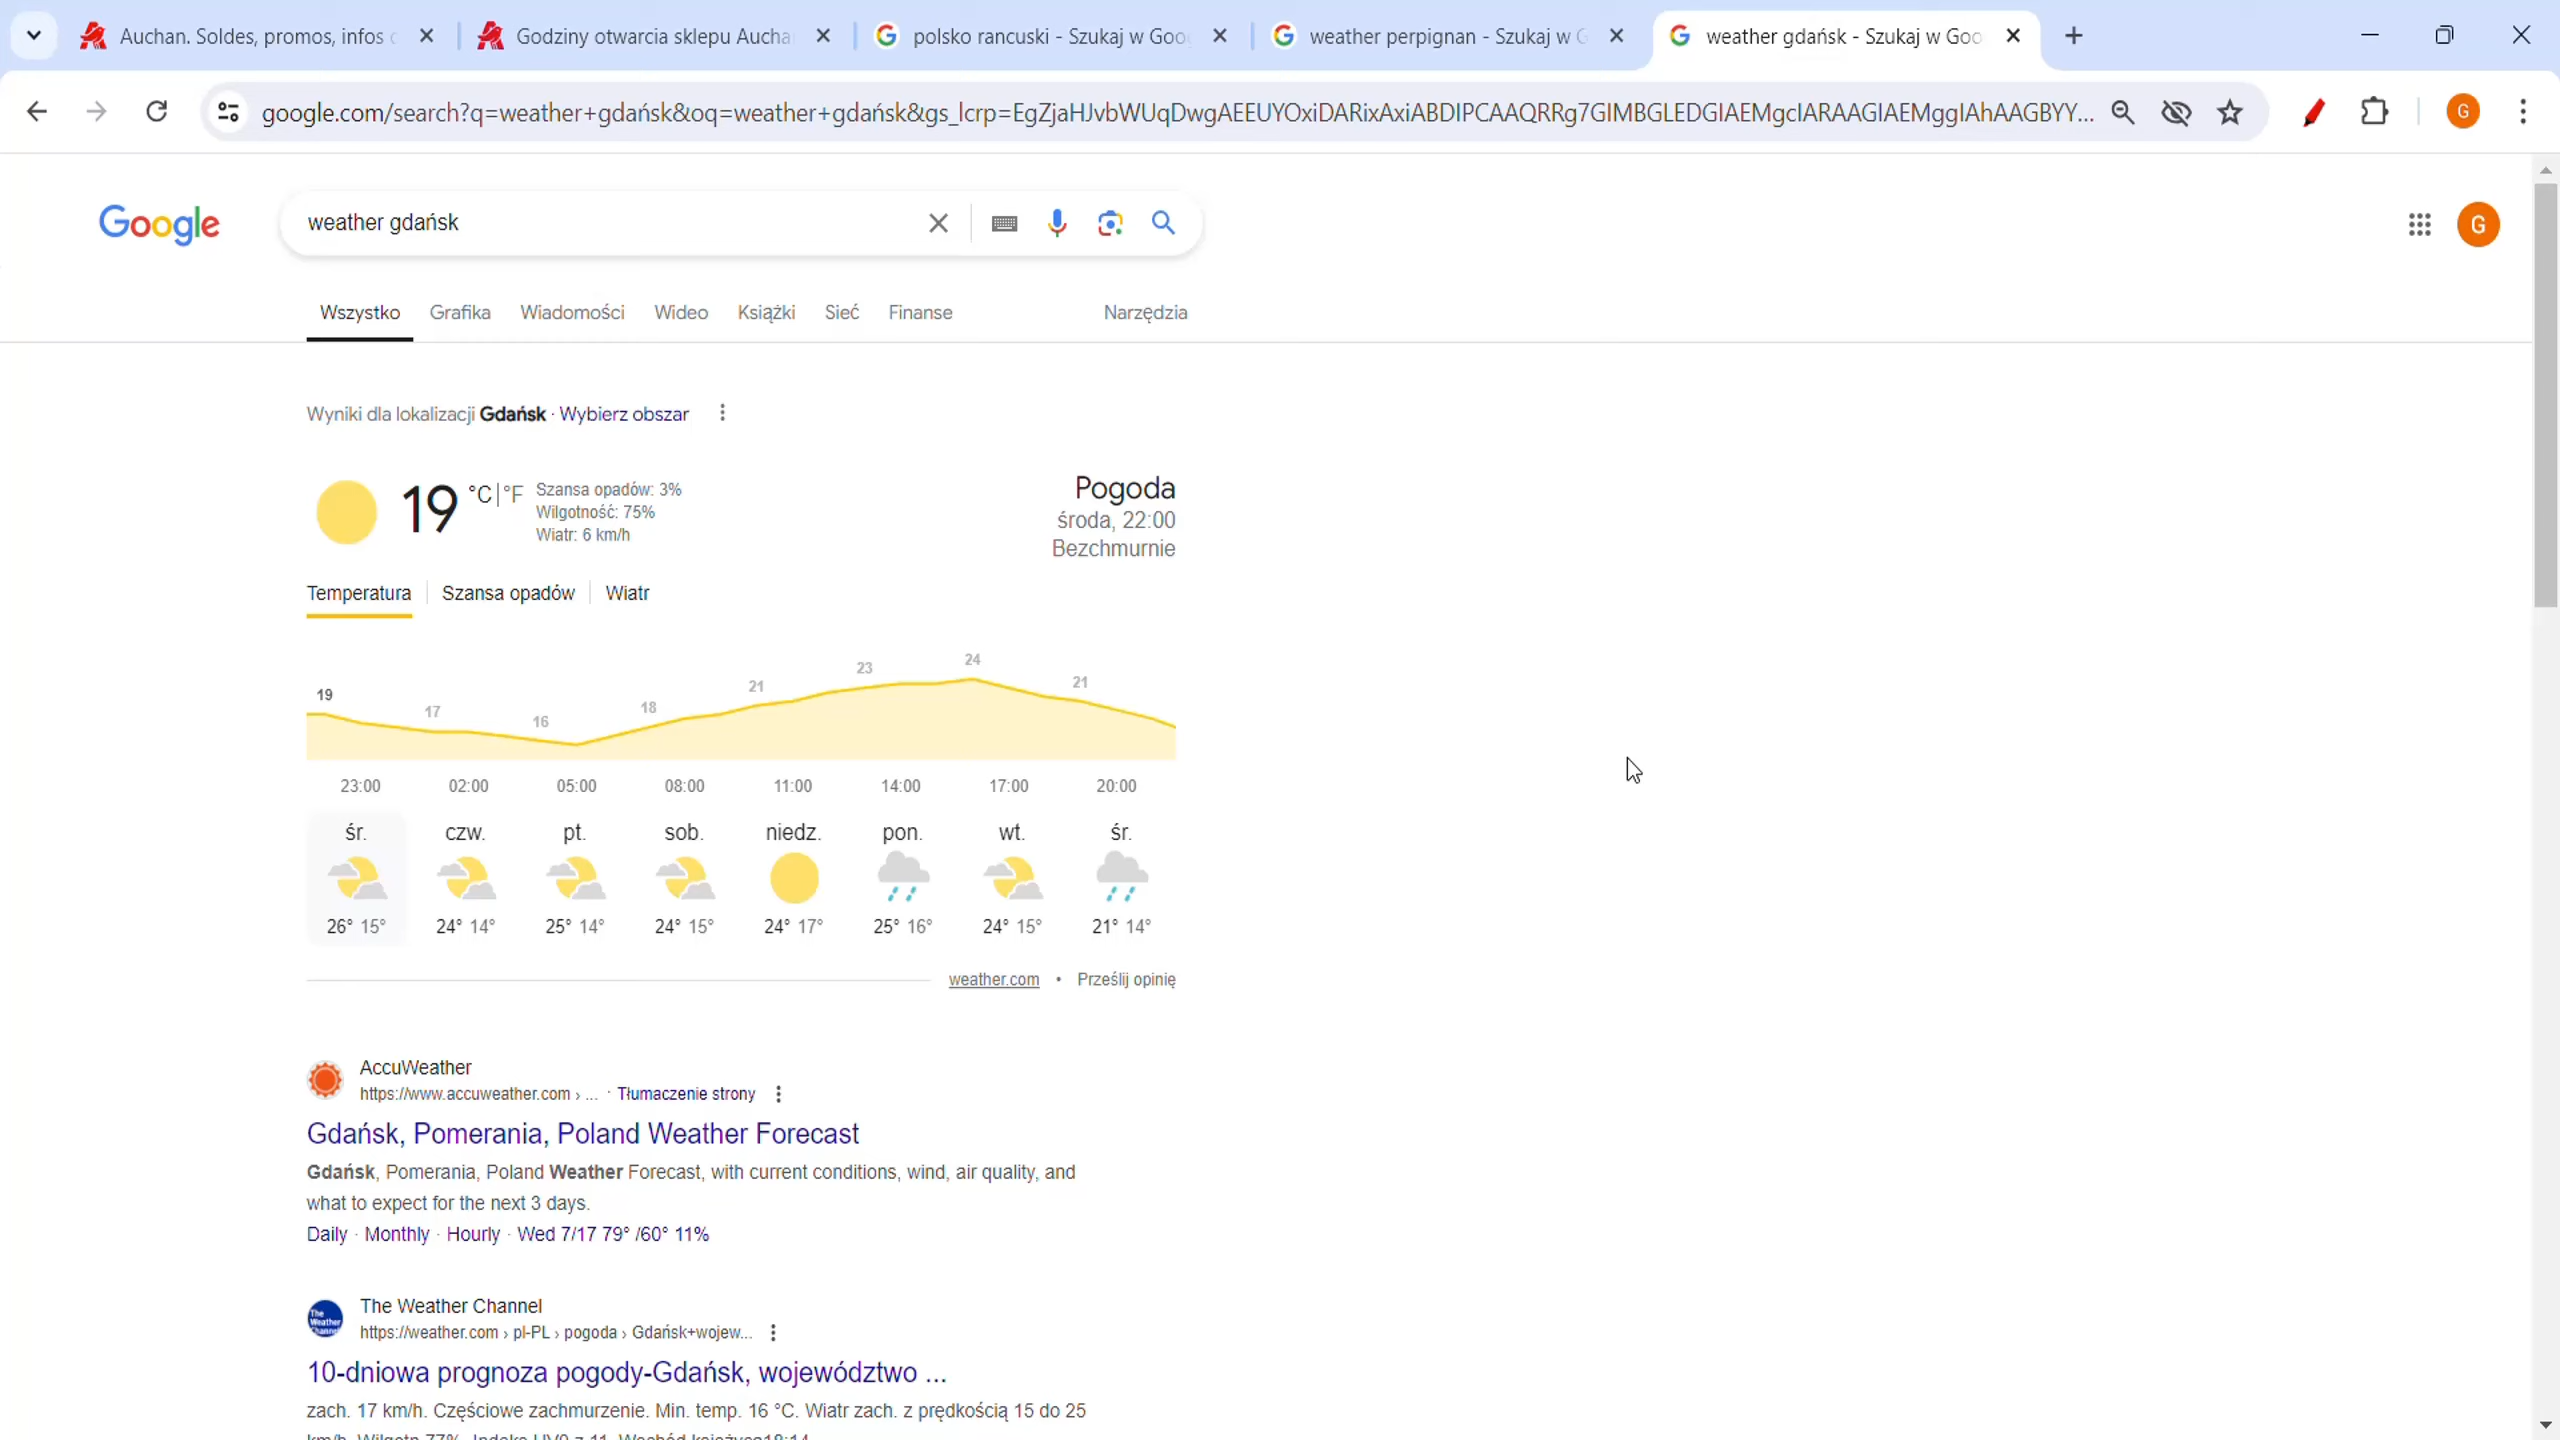 Auchan. Soldes, promos, infos
Godziny otwarcia sklepu Aucha
polsko rancuski - Szukaj w Goo
weather perpignan - Szukaj w G
weather gdańsk - Szukaj w Goo
google.com/search?q=weather+gdańsk&oq=weather+gdańsk&gs_lcrp=EgZjaHJvbWUqDwgAEEUYOxiDARixAxiABDIPCAAQRRg7GIMBGLEDGIAEMgcIARAAGIAEMggIAhAAGBYY...
G
Google
weather gdańsk
G
Wszystko Grafika Wiadomości Wideo Książki Sieć Finanse Narzędzia
Wyniki dla lokalizacji Gdańsk · Wybierz obszar
19 °C | °F
Szansa opadów: 3%
Wilgotność: 75%
Wiatr: 6 km/h
Pogoda
środa, 22:00
Bezchmurnie
Temperatura Szansa opadów Wiatr
19 17 16 18 21 23 24 21
23:00 02:00 05:00 08:00 11:00 14:00 17:00 20:00
śr. czw. pt. sob. niedz. pon. wt. śr.
26° 15° 24° 14° 25° 14° 24° 15° 24° 17° 25° 16° 24° 15° 21° 14°
weather.com • Prześlij opinię
AccuWeather
https://www.accuweather.com › ... · Tłumaczenie strony
Gdańsk, Pomerania, Poland Weather Forecast
Gdańsk, Pomerania, Poland Weather Forecast, with current conditions, wind, air quality, and
what to expect for the next 3 days.
Daily · Monthly · Hourly · Wed 7/17 79° /60° 11%
The Weather Channel
The Weather Channel
https://weather.com › pl-PL › pogoda › Gdańsk+wojew...
10-dniowa prognoza pogody-Gdańsk, województwo ...
zach. 17 km/h. Częściowe zachmurzenie. Min. temp. 16 °C. Wiatr zach. z prędkością 15 do 25